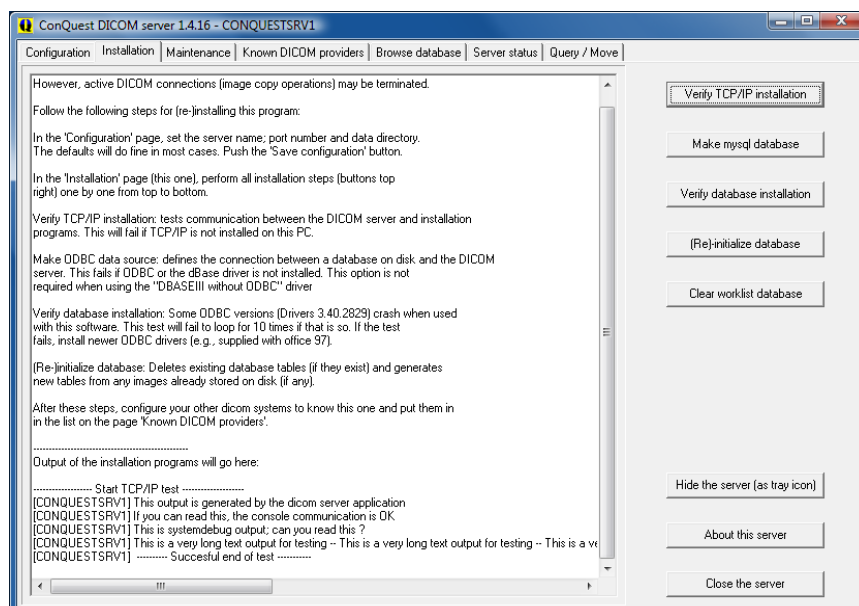 ConQuest DICOM server 1.4.16 - CONQUESTSRV1
Configuration Installation Maintenance Known DICOM providers Browse database Server status Query / Move
However, active DICOM connections (image copy operations) may be terminated.
Follow the following steps for (re-)installing this program:
In the 'Configuration' page, set the server name; port number and data directory.
The defaults will do fine in most cases. Push the 'Save configuration' button.
In the 'Installation' page (this one), perform all installation steps (buttons top
right) one by one from top to bottom.
Verify TCP/IP installation: tests communication between the DICOM server and installation
programs. This will fail if TCP/IP is not installed on this PC.
Make ODBC data source: defines the connection between a database on disk and the DICOM
server. This fails if ODBC or the dBase driver is not installed. This option is not
required when using the "DBASEIII without ODBC" driver
Verify database installation: Some ODBC versions (Drivers 3.40.2829) crash when used
with this software. This test will fail to loop for 10 times if that is so. If the test
fails, install newer ODBC drivers (e.g., supplied with office 97).
(Re-)initialize database: Deletes existing database tables (if they exist) and generates
new tables from any images already stored on disk (if any).
After these steps, configure your other dicom systems to know this one and put them in
in the list on the page 'Known DICOM providers'.
----------------------------------------------------
Output of the installation programs will go here:
------------------- Start TCP/IP test --------------------
[CONQUESTSRV1] This output is generated by the dicom server application
[CONQUESTSRV1] If you can read this, the console communication is OK
[CONQUESTSRV1] This is systemdebug output; can you read this ?
[CONQUESTSRV1] This is a very long text output for testing -- This is a very long text output for testing -- This is a ve
[CONQUESTSRV1] ---------- Succesful end of test -----------
Verify TCP/IP installation
Make mysql database
Verify database installation
(Re)-initialize database
Clear worklist database
Hide the server (as tray icon)
About this server
Close the server